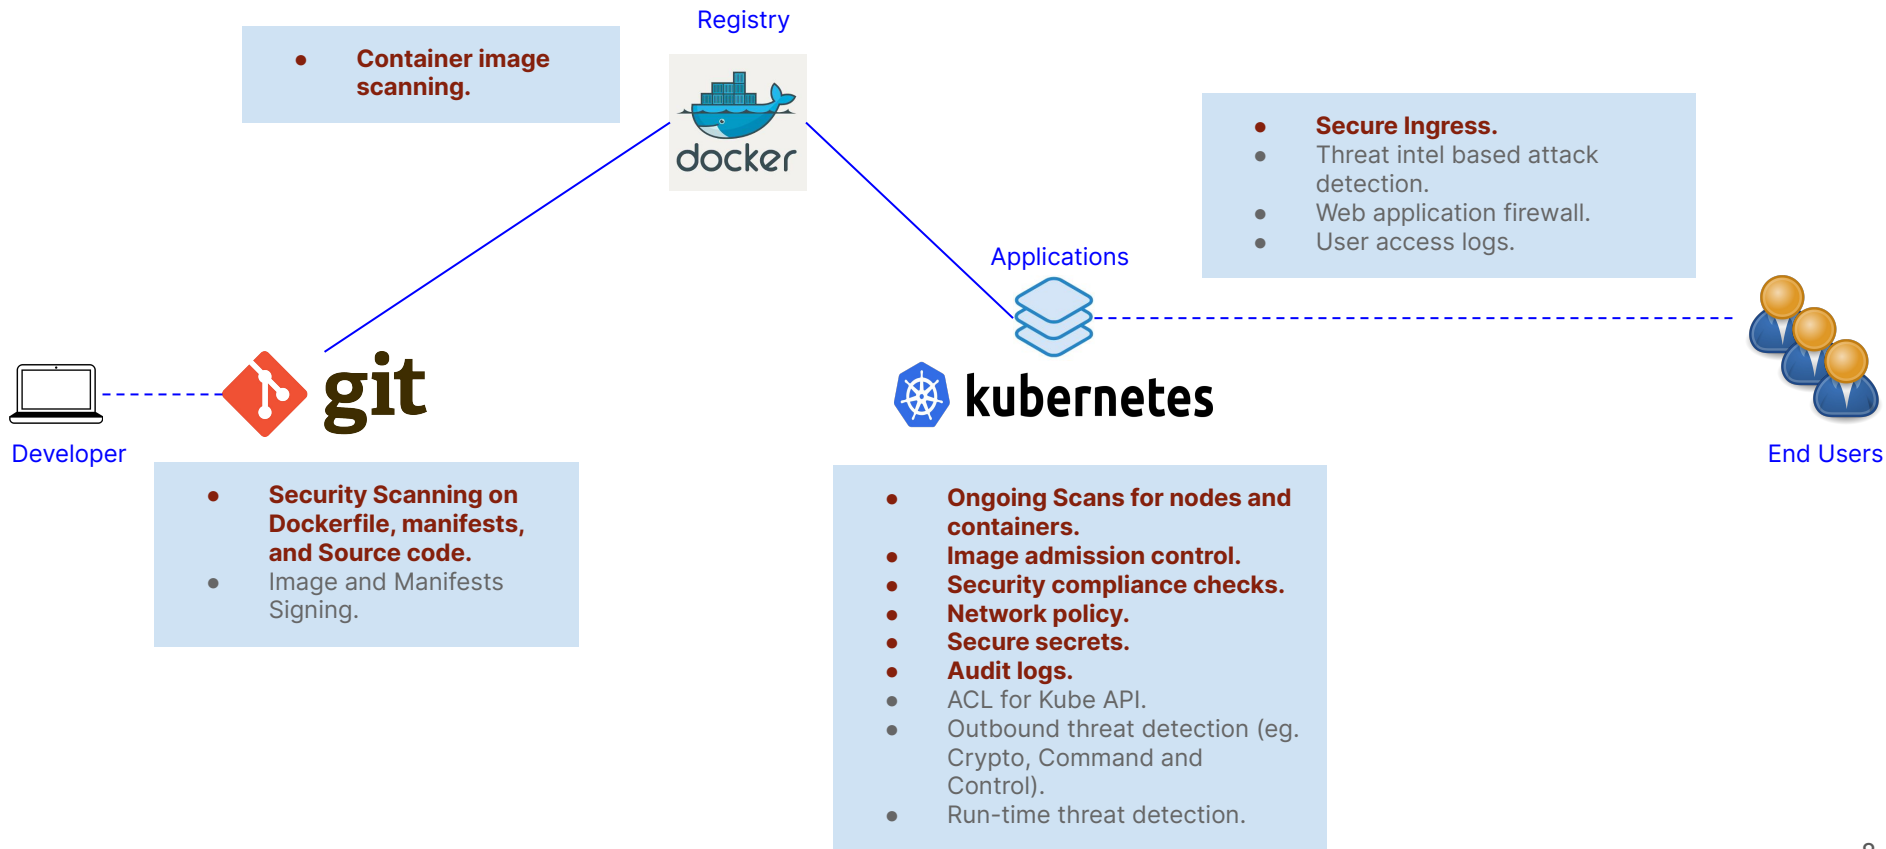 Registry
● Container image
scanning.
docker
● Secure Ingress.
● Threat intel based attack
detection.
● Web application firewall.
● User access logs.
Applications
git
kubernetes
Developer
End Users
● Security Scanning on
Dockerfile, manifests,
and Source code.
● Image and Manifests
Signing.
● Ongoing Scans for nodes and
containers.
● Image admission control.
● Security compliance checks.
● Network policy.
● Secure secrets.
● Audit logs.
● ACL for Kube API.
● Outbound threat detection (eg.
Crypto, Command and
Control).
● Run-time threat detection.